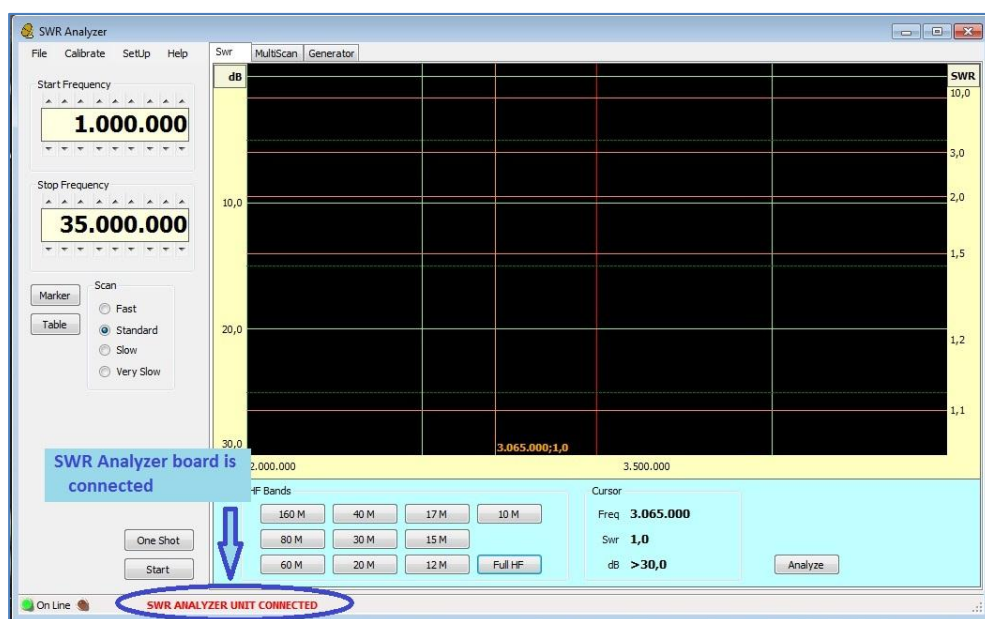 SWR Analyzer
File Calibrate SetUp Help
Swr MultiScan Generator
Start Frequency
1.000.000
Stop Frequency
35.000.000
Marker
Table
Scan
Fast
Standard
Slow
Very Slow
dB
10,0
20,0
30,0
SWR
10,0
3,0
2,0
1,5
1,2
1,1
3.065.000;1,0
2.000.000 3.500.000
SWR Analyzer board is
connected
HF Bands
160 M 40 M 17 M 10 M
80 M 30 M 15 M
60 M 20 M 12 M Full HF
Cursor
Freq 3.065.000
Swr 1,0
dB >30,0
Analyze
One Shot
Start
On Line
SWR ANALYZER UNIT CONNECTED